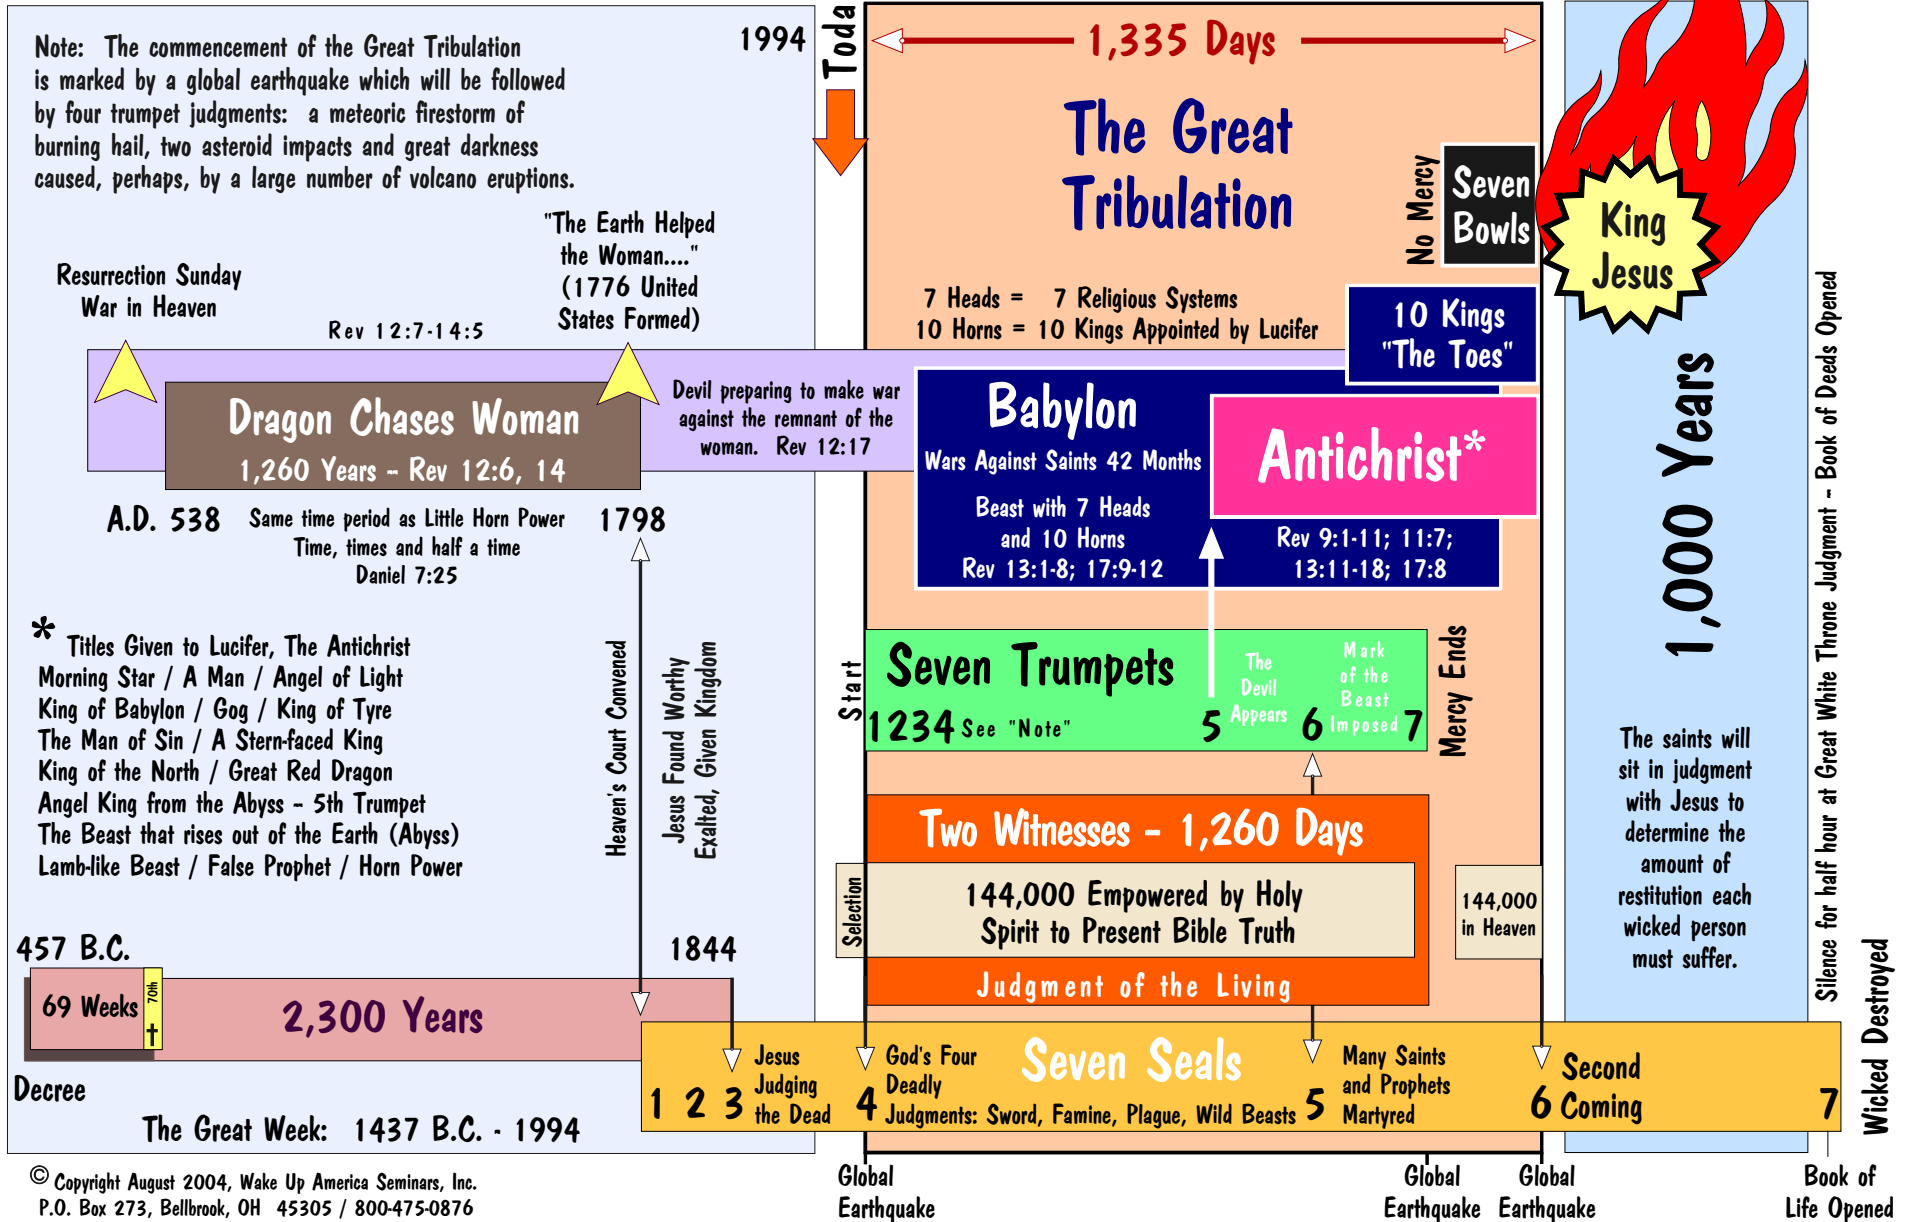 Note: The commencement of the Great Tribulation
is marked by a global earthquake which will be followed
by four trumpet judgments: a meteoric firestorm of
burning hail, two asteroid impacts and great darkness
caused, perhaps, by a large number of volcano eruptions.
1994
Toda
1,335 Days
The Great
Tribulation
No Mercy
Seven
Bowls
King
Jesus
"The Earth Helped
the Woman...."
(1776 United
States Formed)
Resurrection Sunday
War in Heaven
Rev 12:7-14:5
7 Heads = 7 Religious Systems
10 Horns = 10 Kings Appointed by Lucifer
10 Kings
"The Toes"
Dragon Chases Woman
1,260 Years - Rev 12:6, 14
Devil preparing to make war
against the remnant of the
woman. Rev 12:17
Babylon
Wars Against Saints 42 Months
Beast with 7 Heads
and 10 Horns
Rev 13:1-8; 17:9-12
Antichrist*
Rev 9:1-11; 11:7;
13:11-18; 17:8
1,000 Years
Silence for half hour at Great White Throne Judgment - Book of Deeds Opened
A.D. 538
Same time period as Little Horn Power
Time, times and half a time
Daniel 7:25
1798
* Titles Given to Lucifer, The Antichrist
Morning Star / A Man / Angel of Light
King of Babylon / Gog / King of Tyre
The Man of Sin / A Stern-faced King
King of the North / Great Red Dragon
Angel King from the Abyss - 5th Trumpet
The Beast that rises out of the Earth (Abyss)
Lamb-like Beast / False Prophet / Horn Power
Heaven's Court Convened
Jesus Found Worthy
Exalted, Given Kingdom
Start
Seven Trumpets
1234 See "Note"
5
The
Devil
Appears
6
Mark
of the
Beast
Imposed
7
Mercy Ends
The saints will
sit in judgment
with Jesus to
determine the
amount of
restitution each
wicked person
must suffer.
Two Witnesses - 1,260 Days
Selection
144,000 Empowered by Holy
Spirit to Present Bible Truth
144,000
in Heaven
Judgment of the Living
457 B.C.
69 Weeks
70th
2,300 Years
1844
Decree
The Great Week: 1437 B.C. - 1994
Seven Seals
1 2 3
Jesus
Judging
the Dead
4
God's Four
Deadly
Judgments: Sword, Famine, Plague, Wild Beasts
5
Many Saints
and Prophets
Martyred
6
Second
Coming
7
Wicked Destroyed
© Copyright August 2004, Wake Up America Seminars, Inc.
P.O. Box 273, Bellbrook, OH 45305 / 800-475-0876
Global
Earthquake
Global
Earthquake
Global
Earthquake
Book of
Life Opened